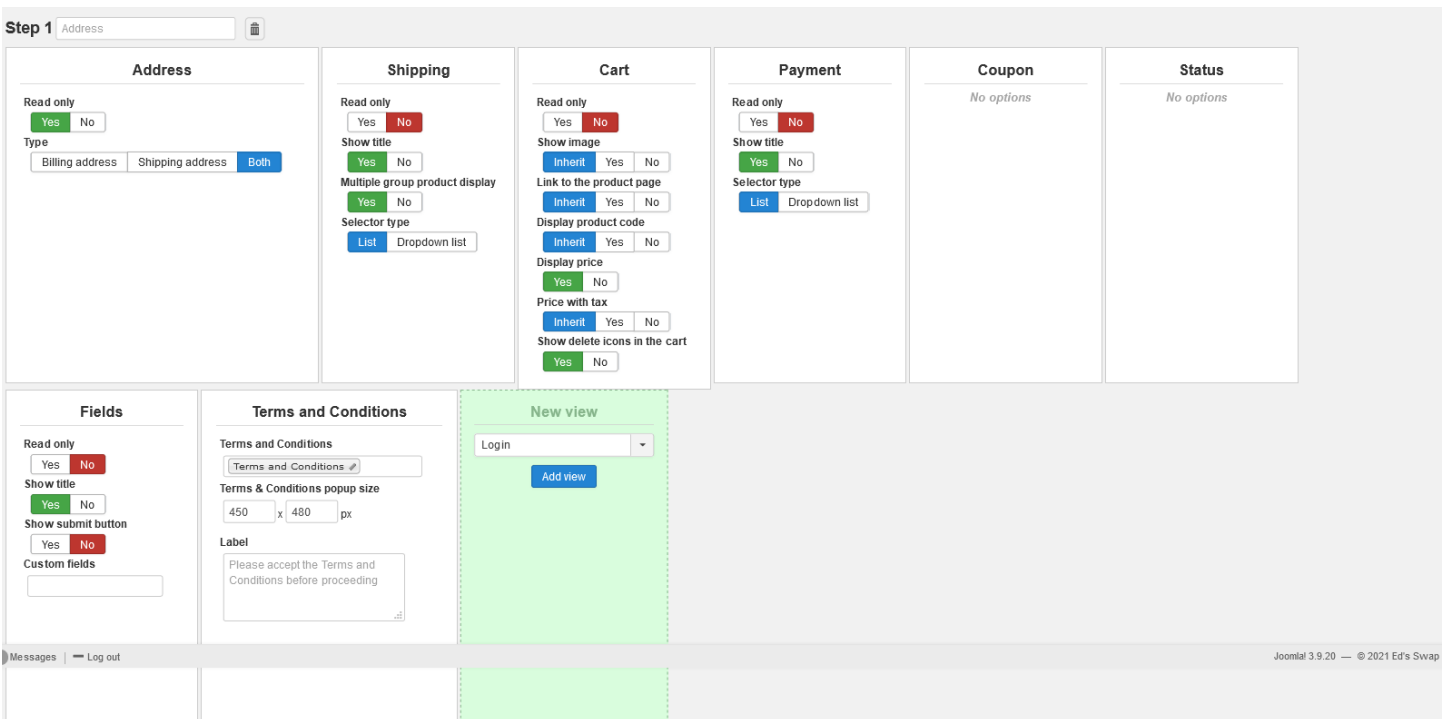 Step 1 Address
Address
Read only
Yes No
Type
Billing address Shipping address Both
Shipping
Read only
Yes No
Show title
Yes No
Multiple group product display
Yes No
Selector type
List Dropdown list
Cart
Read only
Yes No
Show image
Inherit Yes No
Link to the product page
Inherit Yes No
Display product code
Inherit Yes No
Display price
Yes No
Price with tax
Inherit Yes No
Show delete icons in the cart
Yes No
Payment
Read only
Yes No
Show title
Yes No
Selector type
List Dropdown list
Coupon
No options
Status
No options
Fields
Read only
Yes No
Show title
Yes No
Show submit button
Yes No
Custom fields
Terms and Conditions
Terms and Conditions
Terms and Conditions
Terms & Conditions popup size
450 x 480 px
Label
Please accept the Terms and
Conditions before proceeding
New view
Login
Add view
Messages | Log out
Joomla! 3.9.20 — © 2021 Ed's Swap